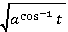 √(a^(cos⁻¹ t))